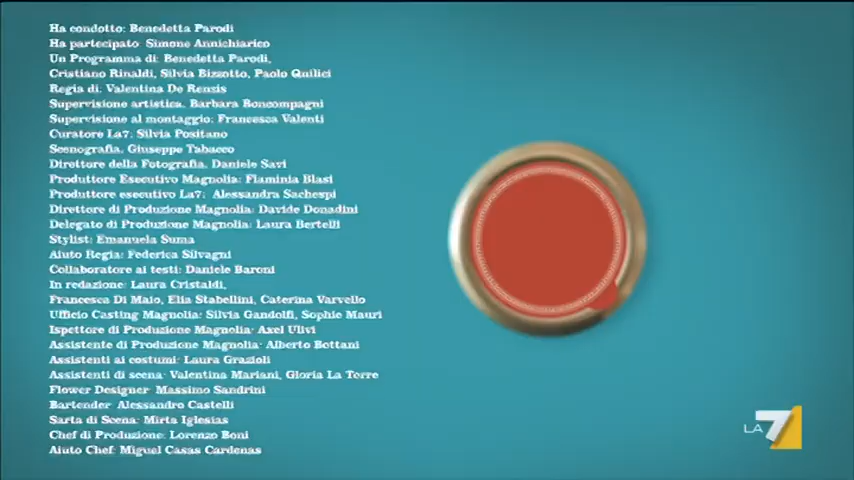 Ha condotto: Benedetta Parodi
Ha partecipato: Simone Annichiarico
Un Programma di: Benedetta Parodi,
Cristiano Rinaldi, Silvia Bizzotto, Paolo Quilici
Regia di: Valentina De Renzis
Supervisione artistica: Barbara Boncompagni
Supervisione al montaggio: Francesca Valenti
Curatore La7: Silvia Positano
Scenografia: Giuseppe Tabacco
Direttore della Fotografia: Daniele Savi
Produttore Esecutivo Magnolia: Flaminia Blasi
Produttore esecutivo La7: Alessandra Sachespi
Direttore di Produzione Magnolia: Davide Donadini
Delegato di Produzione Magnolia: Laura Bertelli
Stylist: Emanuela Suma
Aiuto Regia: Federica Silvagni
Collaboratore ai testi: Daniele Baroni
In redazione: Laura Cristaldi,
Francesca Di Maio, Elia Stabellini, Caterina Varvello
Ufficio Casting Magnolia: Silvia Gandolfi, Sophie Mauri
Ispettore di Produzione Magnolia: Axel Ulivi
Assistente di Produzione Magnolia: Alberto Bottani
Assistenti ai costumi: Laura Grazioli
Assistenti di scena: Valentina Mariani, Gloria La Torre
Flower Designer: Massimo Sandrini
Bartender: Alessandro Castelli
Sarta di Scena: Mirta Iglesias
Chef di Produzione: Lorenzo Boni
Aiuto Chef: Miguel Casas Cardenas
LA7